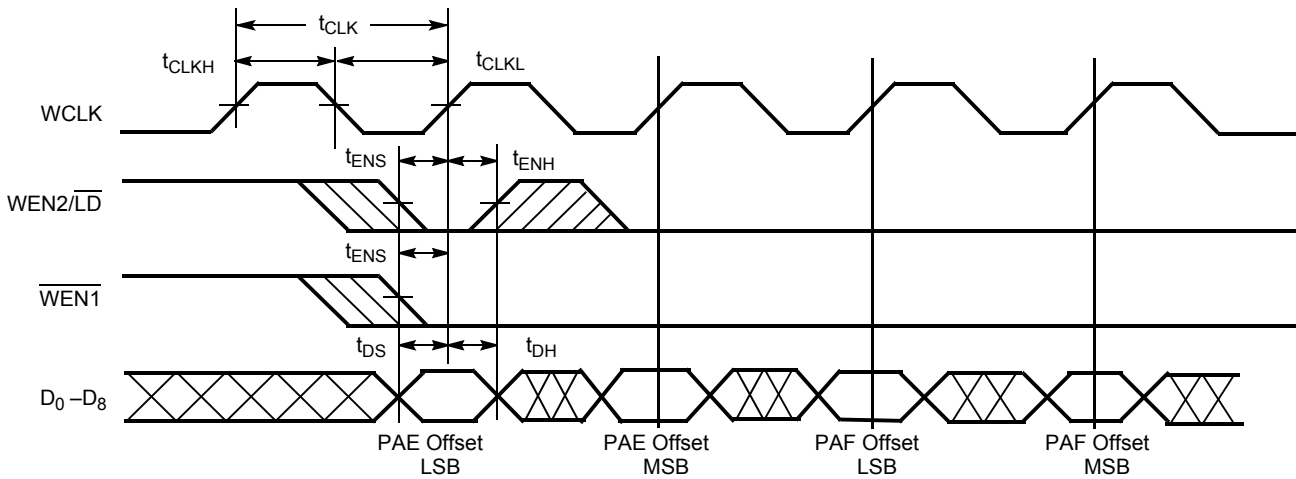 tCLK
tCLKH
tCLKL
WCLK
tENS
tENH
WEN2/LD
tENS
WEN1
tDS
tDH
D0 –D8
PAE Offset
LSB
PAE Offset
MSB
PAF Offset
LSB
PAF Offset
MSB